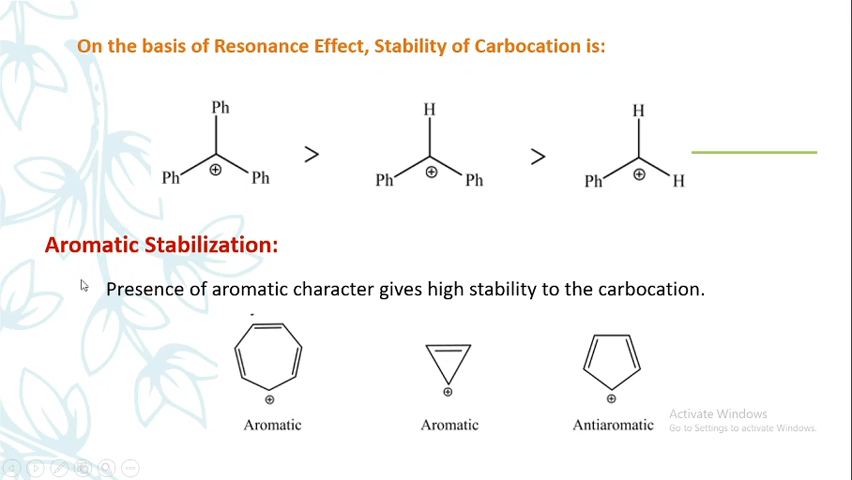 On the basis of Resonance Effect, Stability of Carbocation is:
Ph
Ph
⊕
Ph
>
H
Ph
⊕
Ph
>
H
Ph
⊕
H
Aromatic Stabilization:
Presence of aromatic character gives high stability to the carbocation.
⊕
⊕
⊕
Aromatic
Aromatic
Antiaromatic
Activate Windows
Go to Settings to activate Windows.